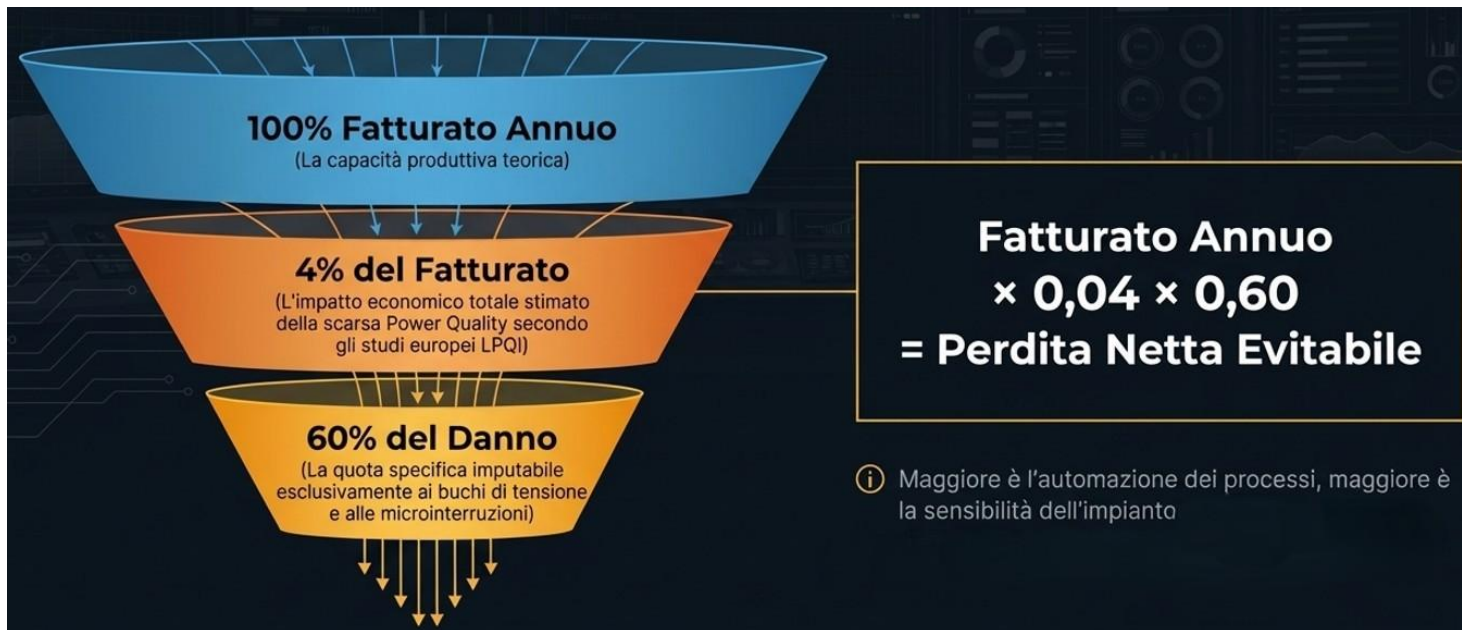 100% Fatturato Annuo
(La capacità produttiva teorica)
4% del Fatturato
(L'impatto economico totale stimato
della scarsa Power Quality secondo
gli studi europei LPQI)
60% del Danno
(La quota specifica imputabile
esclusivamente ai buchi di tensione
e alle microinterruzioni)
Fatturato Annuo
× 0,04 × 0,60
= Perdita Netta Evitabile
i Maggiore è l'automazione dei processi, maggiore è
la sensibilità dell'impianto